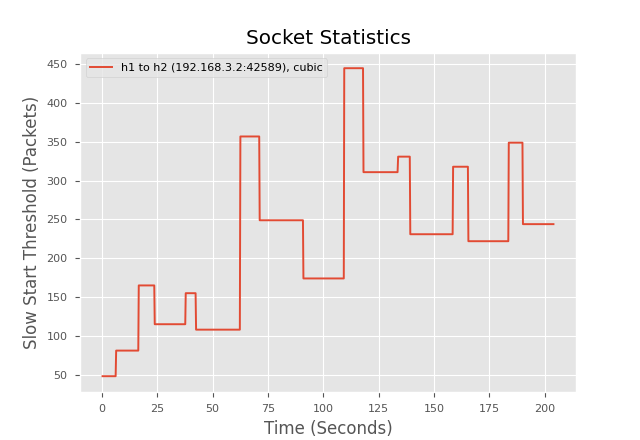 Socket Statistics
h1 to h2 (192.168.3.2:42589), cubic
Slow Start Threshold (Packets)
450
400
350
300
250
200
150
100
50
0 25 50 75 100 125 150 175 200
Time (Seconds)